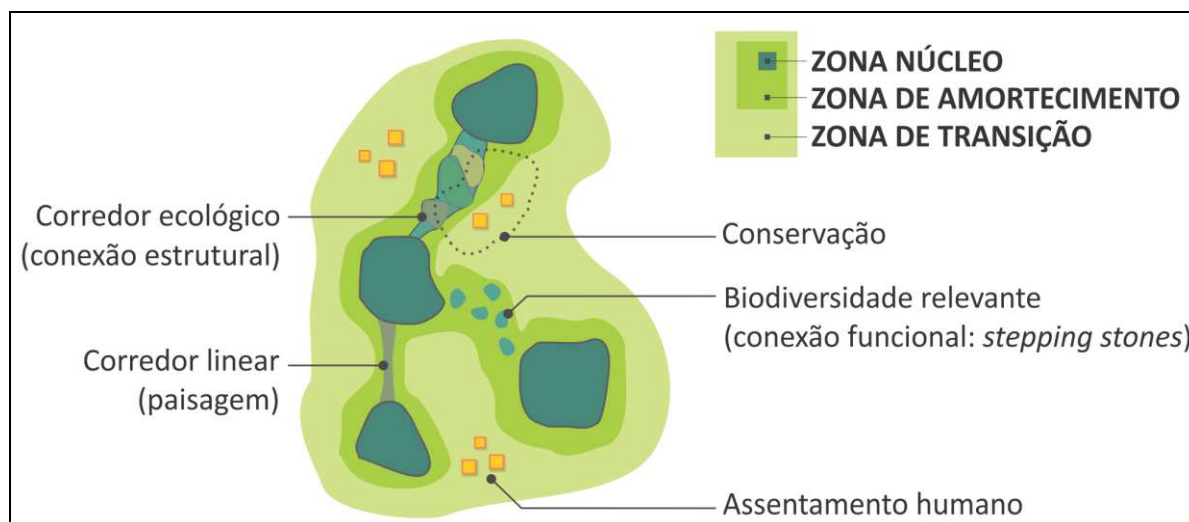 ZONA NÚCLEO
ZONA DE AMORTECIMENTO
ZONA DE TRANSIÇÃO
Corredor ecológico
(conexão estrutural)
Conservação
Biodiversidade relevante
(conexão funcional: stepping stones)
Corredor linear
(paisagem)
Assentamento humano